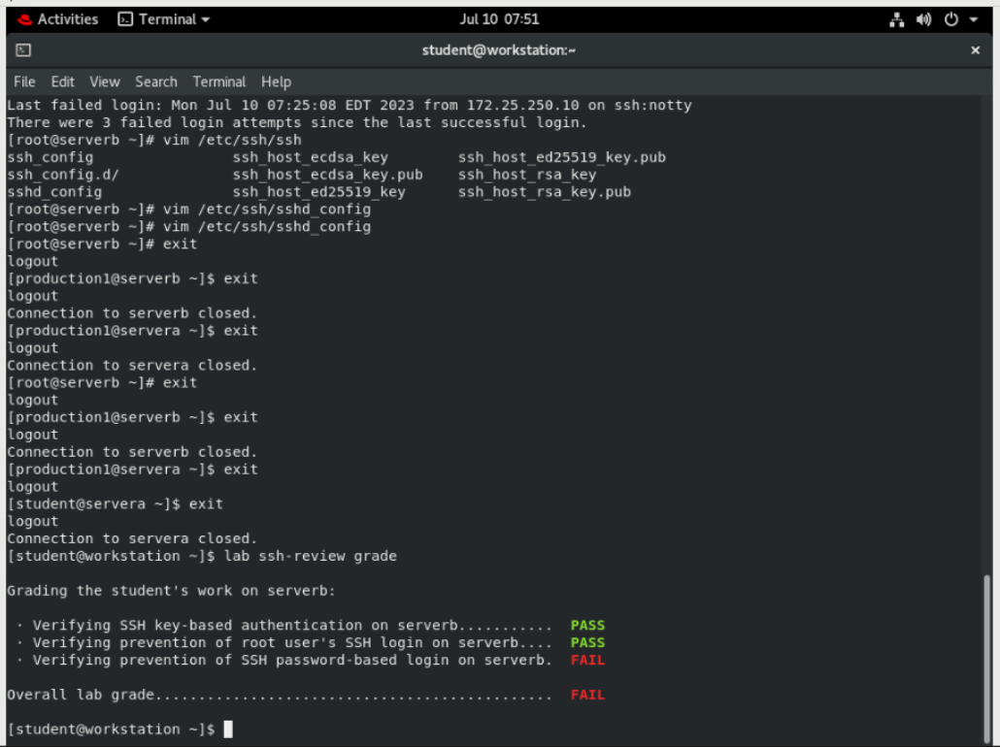 Activities Terminal Jul 10 07:51
student@workstation:~ ×
File Edit View Search Terminal Help
Last failed login: Mon Jul 10 07:25:08 EDT 2023 from 172.25.250.10 on ssh:notty
There were 3 failed login attempts since the last successful login.
[root@serverb ~]# vim /etc/ssh/ssh
ssh_config ssh_host_ecdsa_key ssh_host_ed25519_key.pub
ssh_config.d/ ssh_host_ecdsa_key.pub ssh_host_rsa_key
sshd_config ssh_host_ed25519_key ssh_host_rsa_key.pub
[root@serverb ~]# vim /etc/ssh/sshd_config
[root@serverb ~]# vim /etc/ssh/sshd_config
[root@serverb ~]# exit
logout
[production1@serverb ~]$ exit
logout
Connection to serverb closed.
[production1@servera ~]$ exit
logout
Connection to servera closed.
[root@serverb ~]# exit
logout
[production1@serverb ~]$ exit
logout
Connection to serverb closed.
[production1@servera ~]$ exit
logout
[student@servera ~]$ exit
logout
Connection to servera closed.
[student@workstation ~]$ lab ssh-review grade
Grading the student's work on serverb:
· Verifying SSH key-based authentication on serverb........... PASS
· Verifying prevention of root user's SSH login on serverb.... PASS
· Verifying prevention of SSH password-based login on serverb. FAIL
Overall lab grade.............................................. FAIL
[student@workstation ~]$